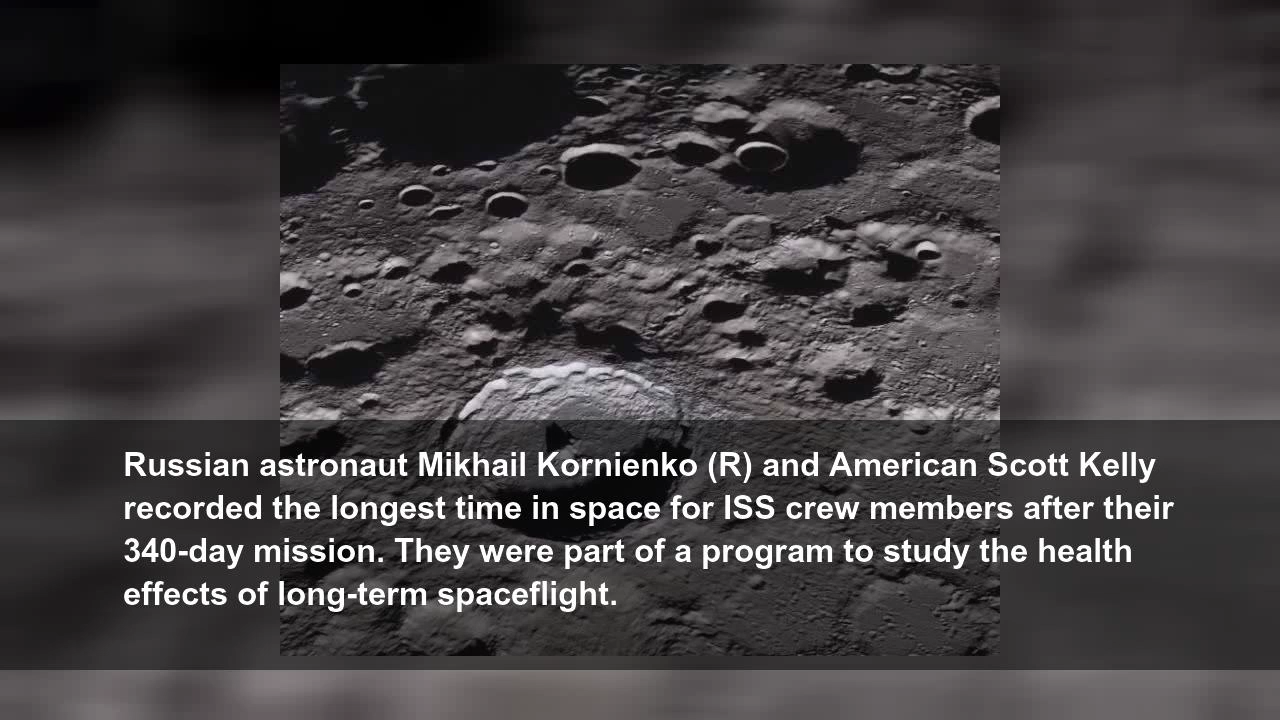 Russian astronaut Mikhail Kornienko (R) and American Scott Kelly
recorded the longest time in space for ISS crew members after their
340-day mission. They were part of a program to study the health
effects of long-term spaceflight.